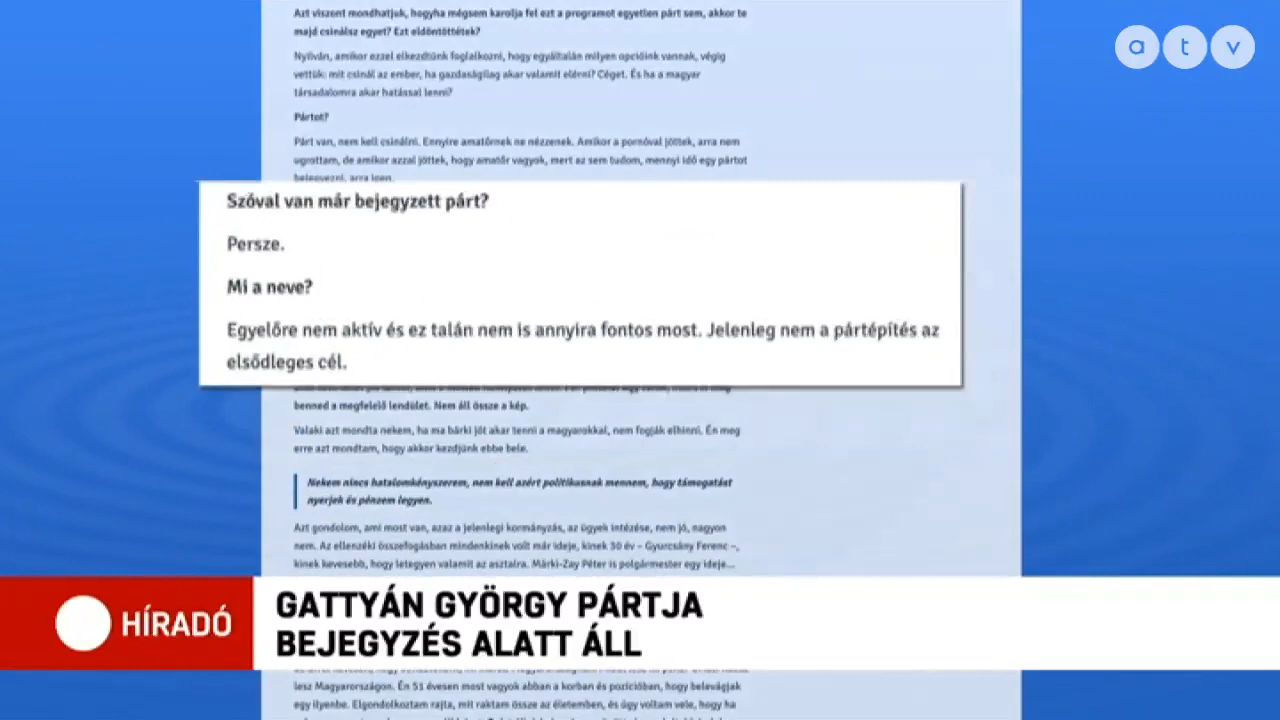 Azt viszont mondhatjuk, hogyha mégsem karolja fel ezt a programot egyetlen párt sem, akkor te
majd csinálsz egyet? Ezt eldöntöttétek?
Nyilván, amikor ezzel elkezdtünk foglalkozni, hogy egyáltalán milyen opcióink vannak, végig
vettük: mit csinál az ember, ha gazdaságilag akar valamit elérni? Céget. És ha a magyar
társadalomra akar hatással lenni?
Pártot?
Párt van, nem kell csinálni. Ennyire amatőrnek ne nézzenek. Amikor a pornóval jöttek, arra nem
ugrottam, de amikor azzal jöttek, hogy amatőr vagyok, mert az sem tudom, mennyi idő egy pártot
bejegyezni, arra igen.
Szóval van már bejegyzett párt?
Persze.
Mi a neve?
Egyelőre nem aktív és ez talán nem is annyira fontos most. Jelenleg nem a pártépítés az
elsődleges cél.
benned a megfelelő lendület. Nem áll össze a kép.
Valaki azt mondta nekem, ha ma bárki jót akar tenni a magyarokkal, nem fogják elhinni. Én meg
erre azt mondtam, hogy akkor kezdjünk ebbe bele.
Nekem nincs hatalomkényszerem, nem kell azért politikusnak mennem, hogy támogatást
nyerjek és pénzem legyen.
Azt gondolom, ami most van, azaz a jelenlegi kormányzás, az ügyek intézése, nem jó, nagyon
nem. Az ellenzéki összefogásban mindenkinek volt már ideje, kinek 30 év – Gyurcsány Ferenc –,
kinek kevesebb, hogy letegyen valamit az asztalra. Márki-Zay Péter is polgármester egy ideje...
HÍRADÓ
GATTYÁN GYÖRGY PÁRTJA
BEJEGYZÉS ALATT ÁLL
lesz Magyarországon. Én 51 évesen most vagyok abban a korban és pozícióban, hogy belevágjak
egy ilyenbe. Elgondolkoztam rajta, mit raktam össze az életemben, és úgy voltam vele, hogy ha
atv